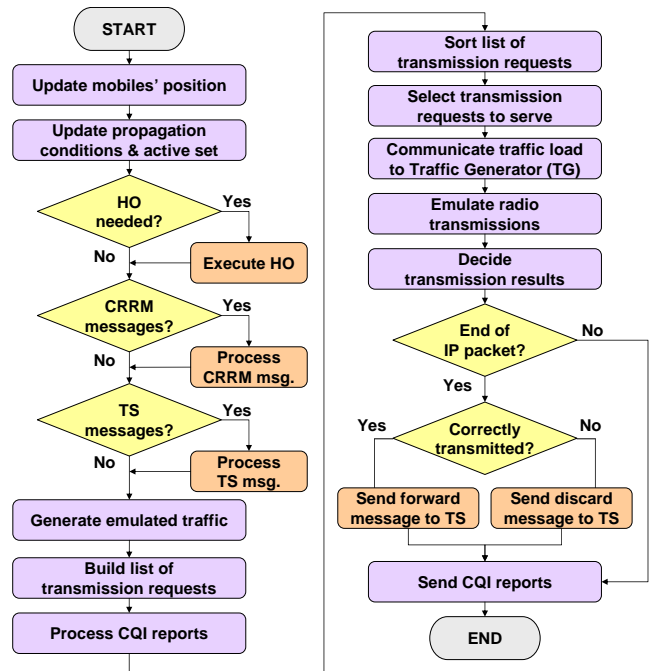 START
Update mobiles' position
Update propagation
conditions & active set
HO
needed?
Yes
No
Execute HO
CRRM
messages?
Yes
No
Process
CRRM msg.
TS
messages?
Yes
No
Process
TS msg.
Generate emulated traffic
Build list of
transmission requests
Process CQI reports
Sort list of
transmission requests
Select transmission
requests to serve
Communicate traffic load
to Traffic Generator (TG)
Emulate radio
transmissions
Decide
transmission results
End of
IP packet?
No
Yes
Yes
Correctly
transmitted?
No
Send forward
message to TS
Send discard
message to TS
Send CQI reports
END